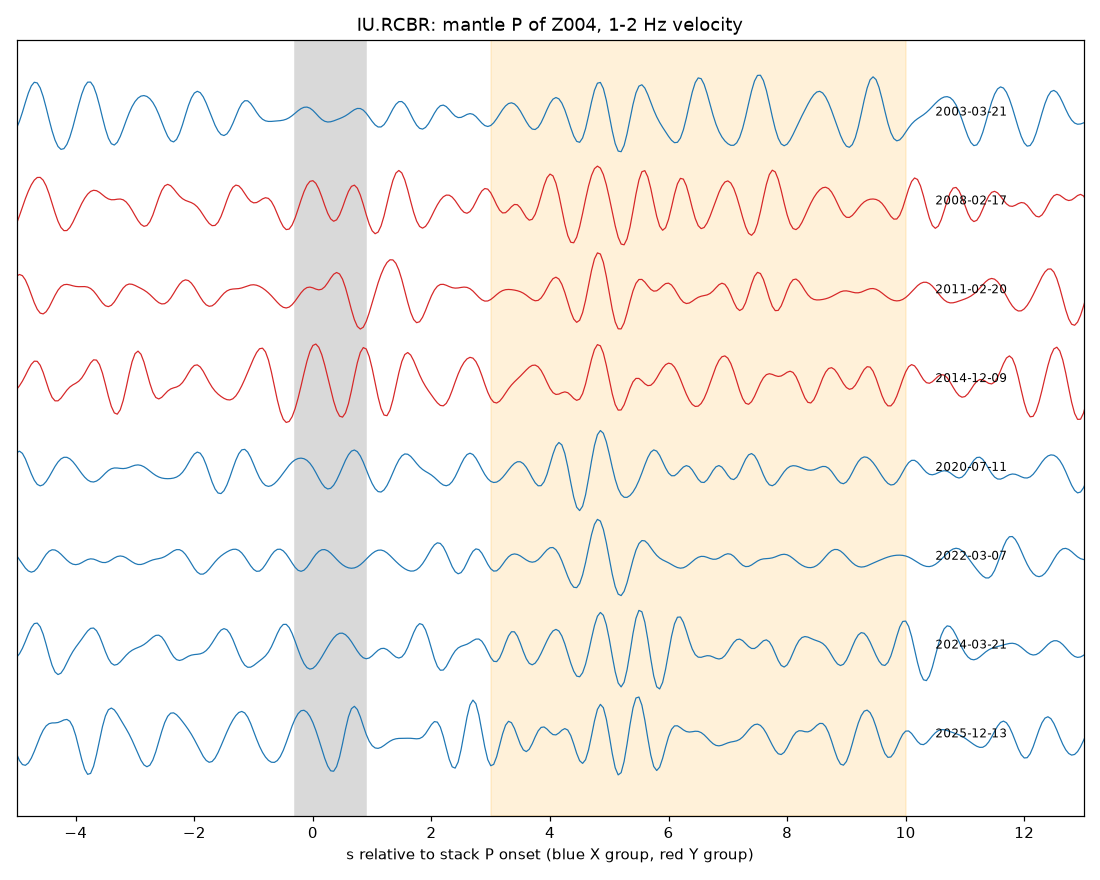 IU.RCBR: mantle P of Z004, 1-2 Hz velocity
2003-03-21
2008-02-17
2011-02-20
2014-12-09
2020-07-11
2022-03-07
2024-03-21
2025-12-13
−4 −2 0 2 4 6 8 10 12
s relative to stack P onset (blue X group, red Y group)